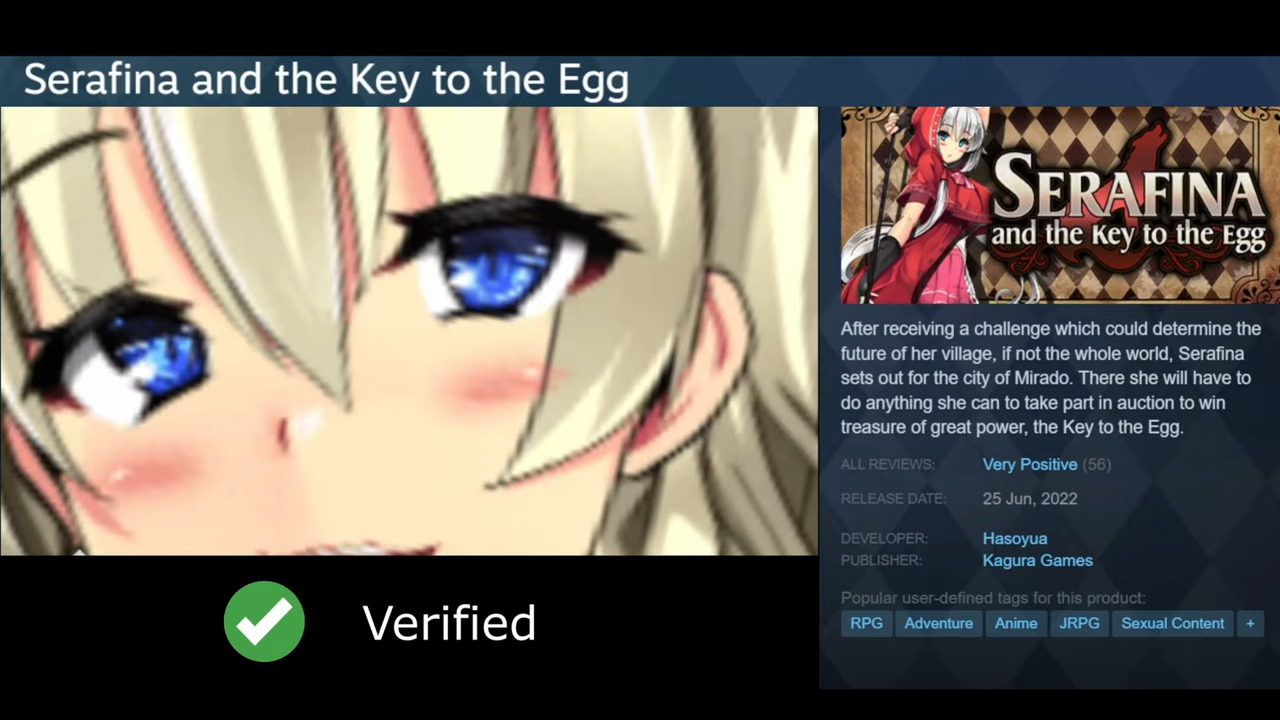 Serafina and the Key to the Egg
SERAFINA
and the Key to the Egg
After receiving a challenge which could determine the
future of her village, if not the whole world, Serafina
sets out for the city of Mirado. There she will have to
do anything she can to take part in auction to win
treasure of great power, the Key to the Egg.
ALL REVIEWS: Very Positive (56)
RELEASE DATE: 25 Jun, 2022
DEVELOPER: Hasoyua
PUBLISHER: Kagura Games
Popular user-defined tags for this product:
RPG Adventure Anime JRPG Sexual Content +
Verified